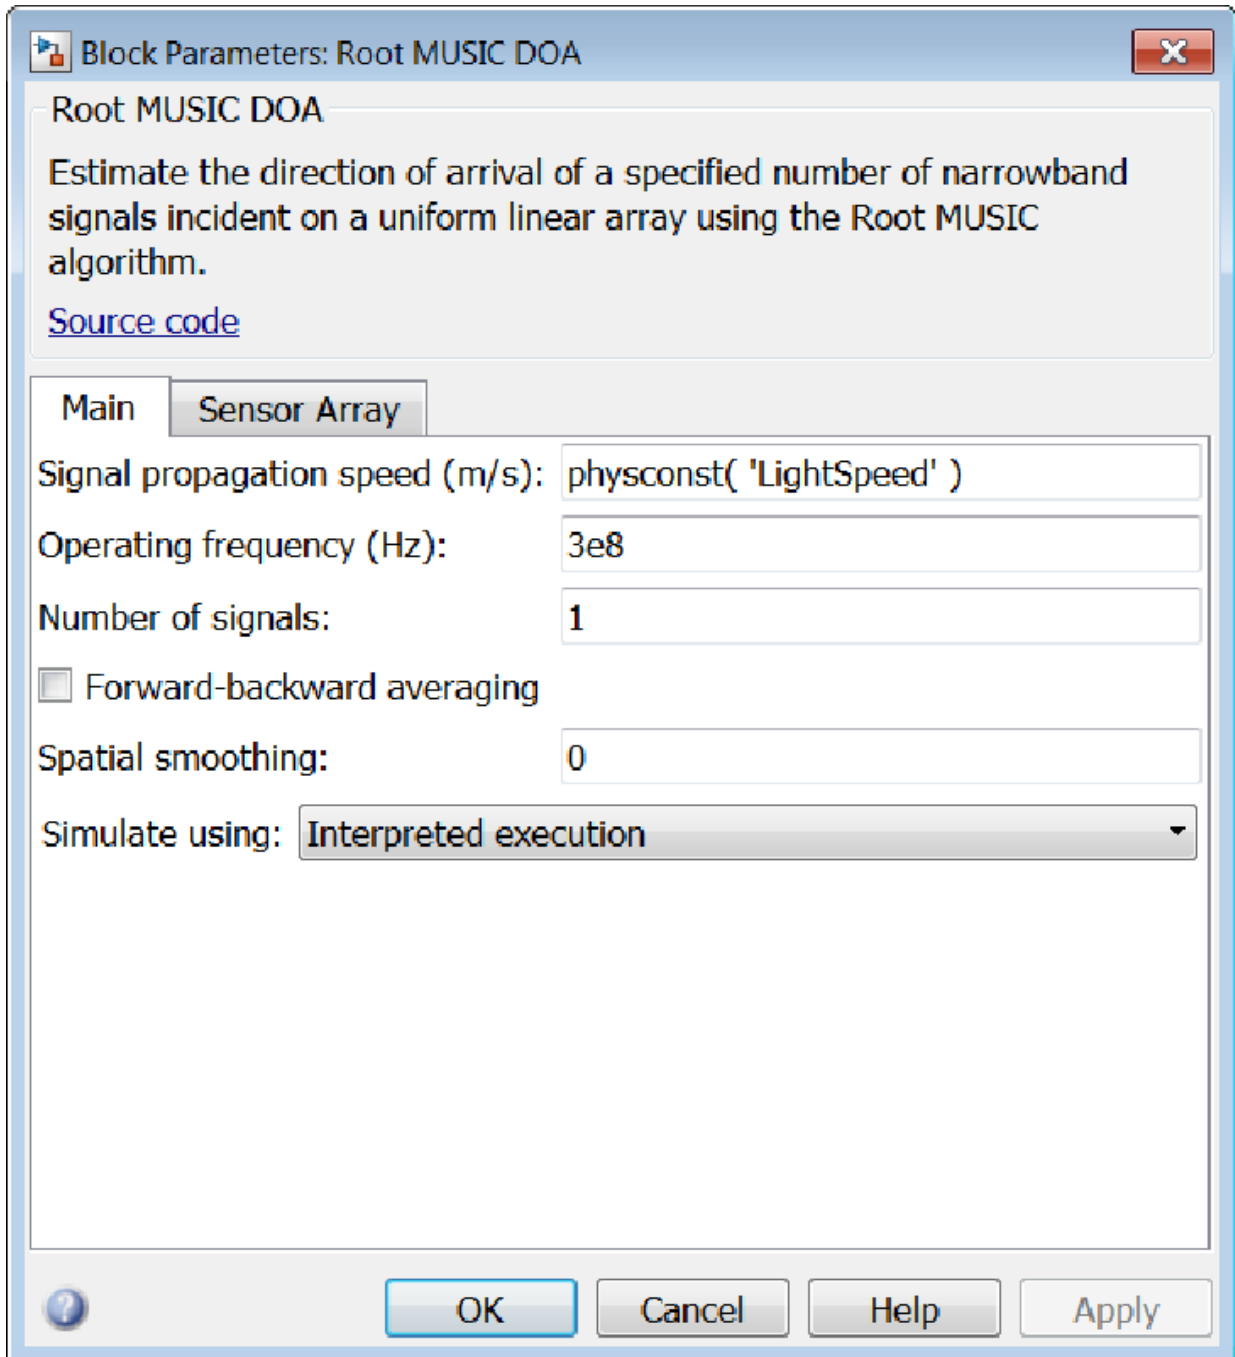 Block Parameters: Root MUSIC DOA
Root MUSIC DOA
Estimate the direction of arrival of a specified number of narrowband
signals incident on a uniform linear array using the Root MUSIC
algorithm.
Source code
Main Sensor Array
Signal propagation speed (m/s): physconst( 'LightSpeed' )
Operating frequency (Hz): 3e8
Number of signals: 1
Forward-backward averaging
Spatial smoothing: 0
Simulate using: Interpreted execution
? OK Cancel Help Apply